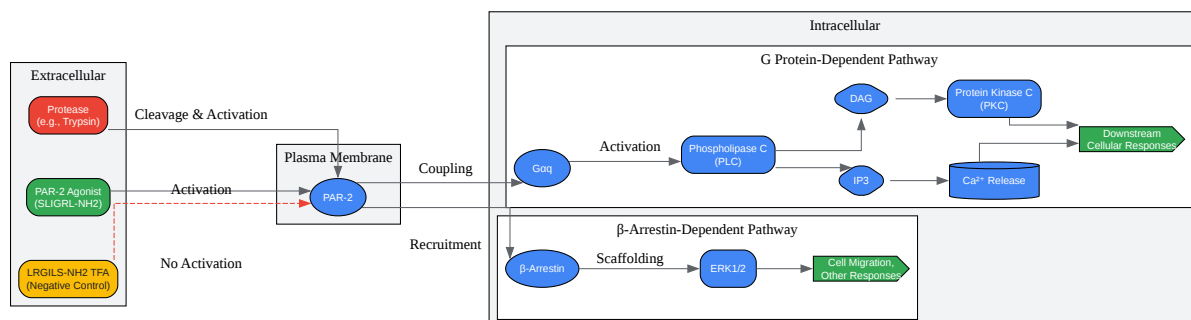 Intracellular
G Protein-Dependent Pathway
Extracellular
Protease
(e.g., Trypsin)
Cleavage & Activation
DAG
Protein Kinase C
(PKC)
Downstream
Cellular Responses
Plasma Membrane
Coupling
Gαq
Activation
Phospholipase C
(PLC)
IP3
Ca²⁺ Release
PAR-2 Agonist
(SLIGRL-NH2)
Activation
PAR-2
Recruitment
β-Arrestin-Dependent Pathway
LRGILS-NH2 TFA
(Negative Control)
No Activation
β-Arrestin
Scaffolding
ERK1/2
Cell Migration,
Other Responses